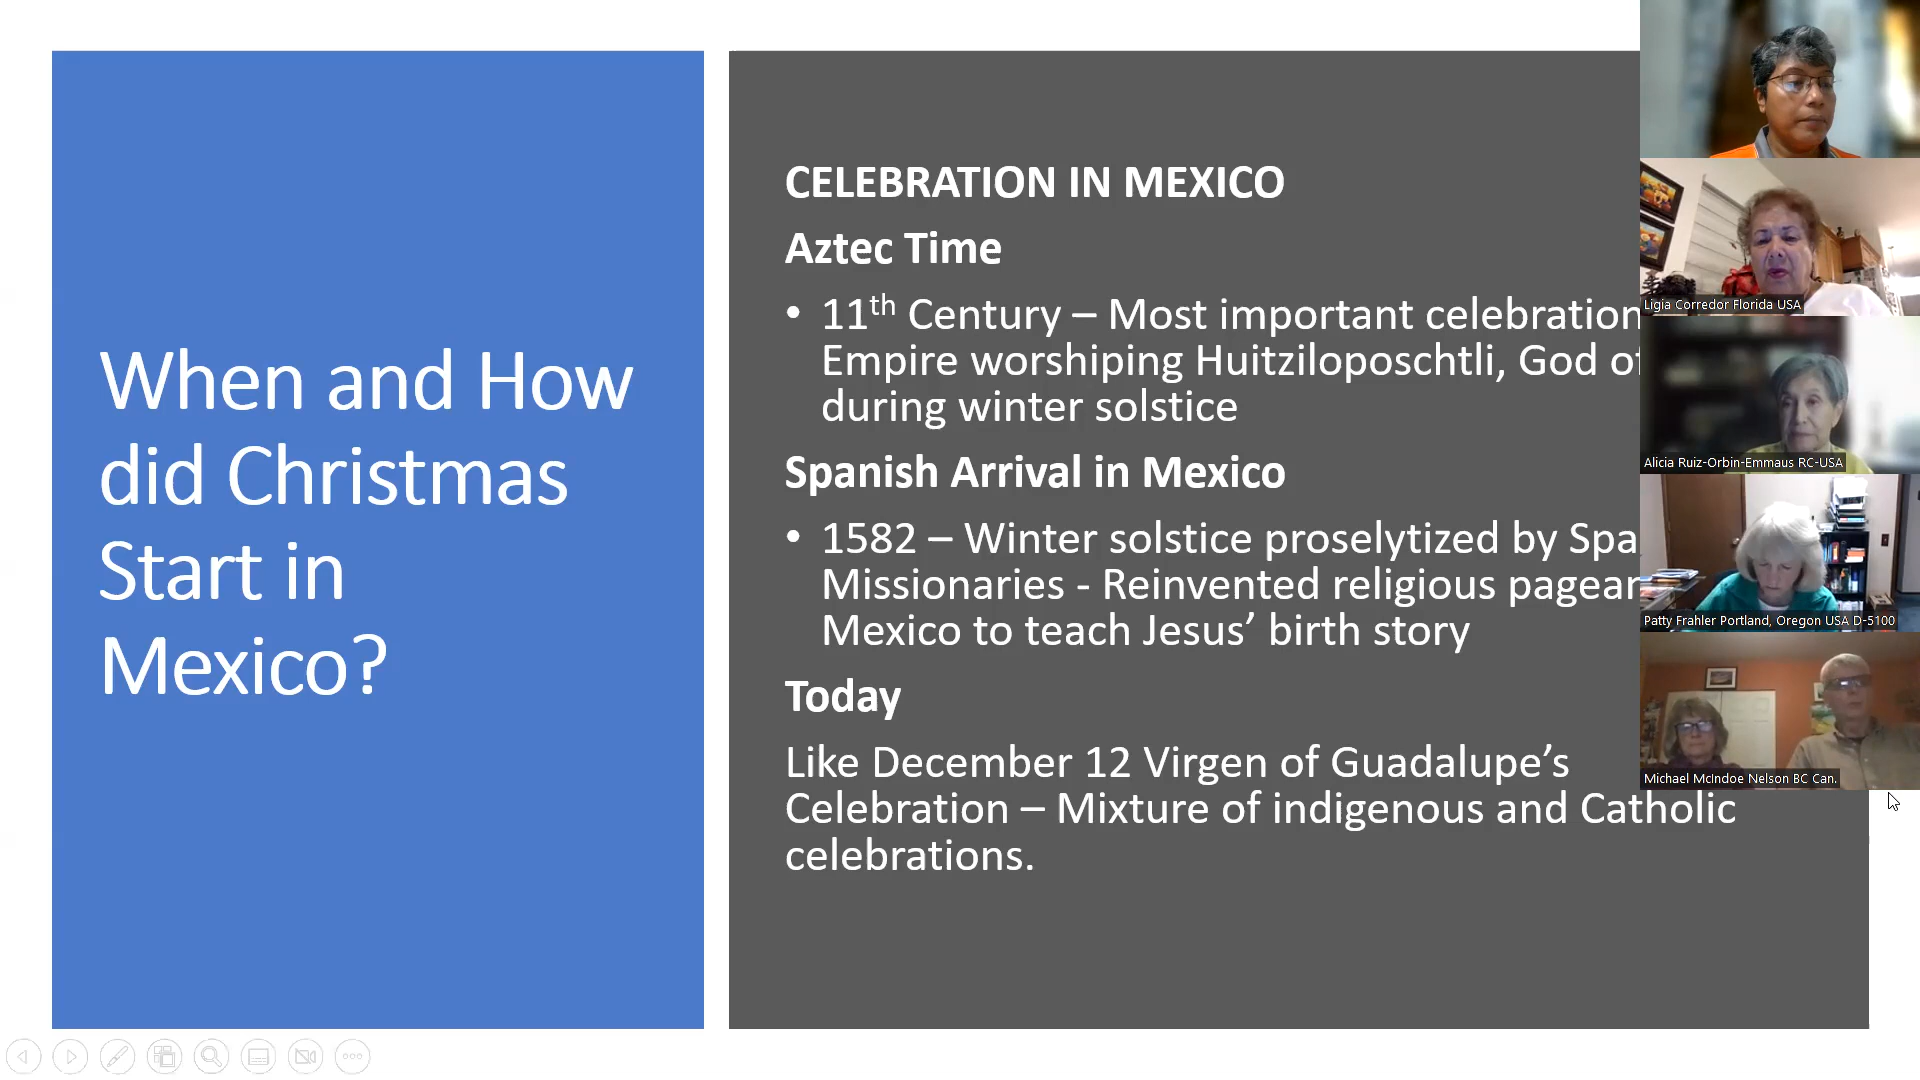 When and How
did Christmas
Start in
Mexico?
CELEBRATION IN MEXICO
Aztec Time
• 11th Century – Most important celebration
Empire worshiping Huitziloposchtli, God of
during winter solstice
Spanish Arrival in Mexico
• 1582 – Winter solstice proselytized by
Missionaries - Reinvented religious
Mexico to teach Jesus’ birth story
Today
Like December 12 Virgen of Guadalupe’s
Celebration – Mixture of indigenous and Catholic
celebrations.
Ligia Corredor Florida USA
Alicia Ruiz-Orbin-Emmaus RC-USA
Patty Frahler Portland, Oregon USA D-5100
Michael McIndoe Nelson BC Can.